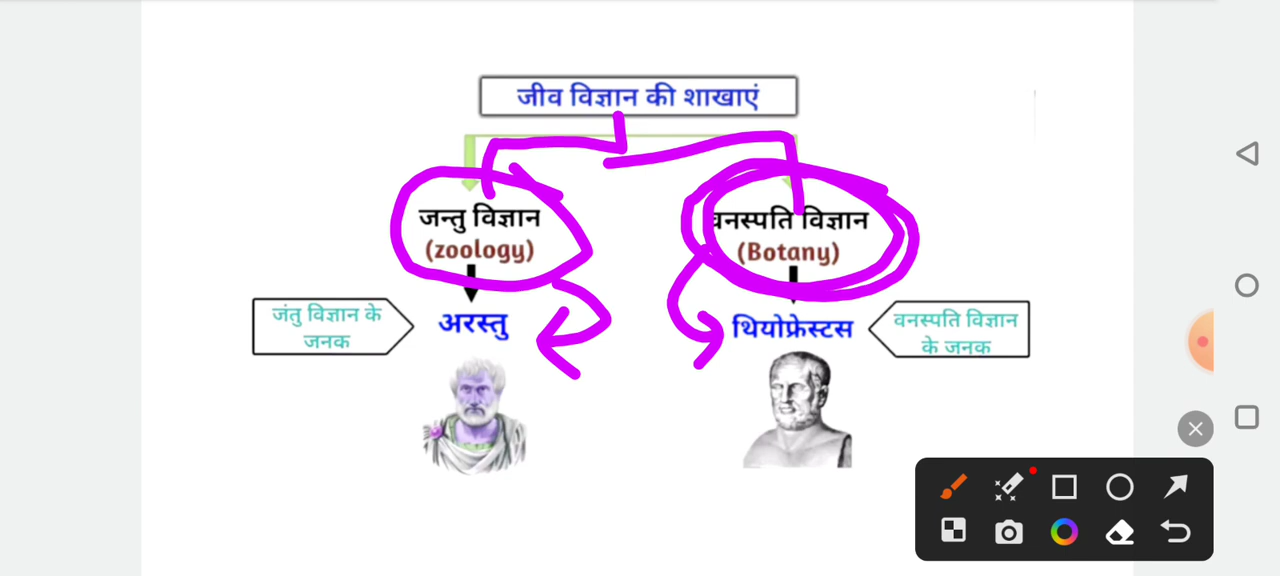 जीव विज्ञान की शाखाएं
जन्तु विज्ञान
(zoology)
वनस्पति विज्ञान
(Botany)
जंतु विज्ञान के
जनक
अरस्तु
थियोफ्रेस्टस
वनस्पति विज्ञान
के जनक